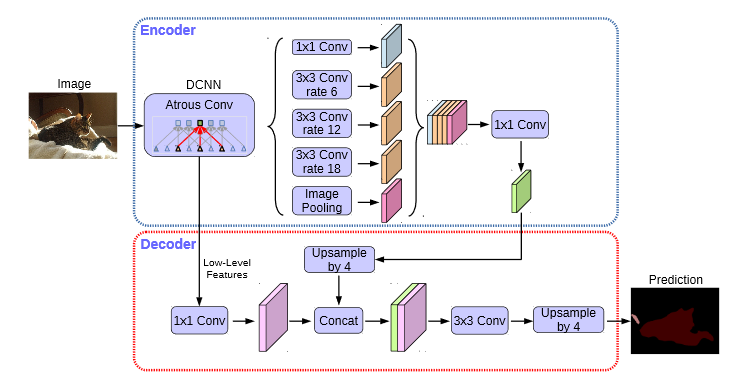 Encoder
Image
DCNN
Atrous Conv
1x1 Conv
3x3 Conv
rate 6
3x3 Conv
rate 12
3x3 Conv
rate 18
Image
Pooling
1x1 Conv
Decoder
Low-Level
Features
Upsample
by 4
1x1 Conv
Concat
3x3 Conv
Upsample
by 4
Prediction